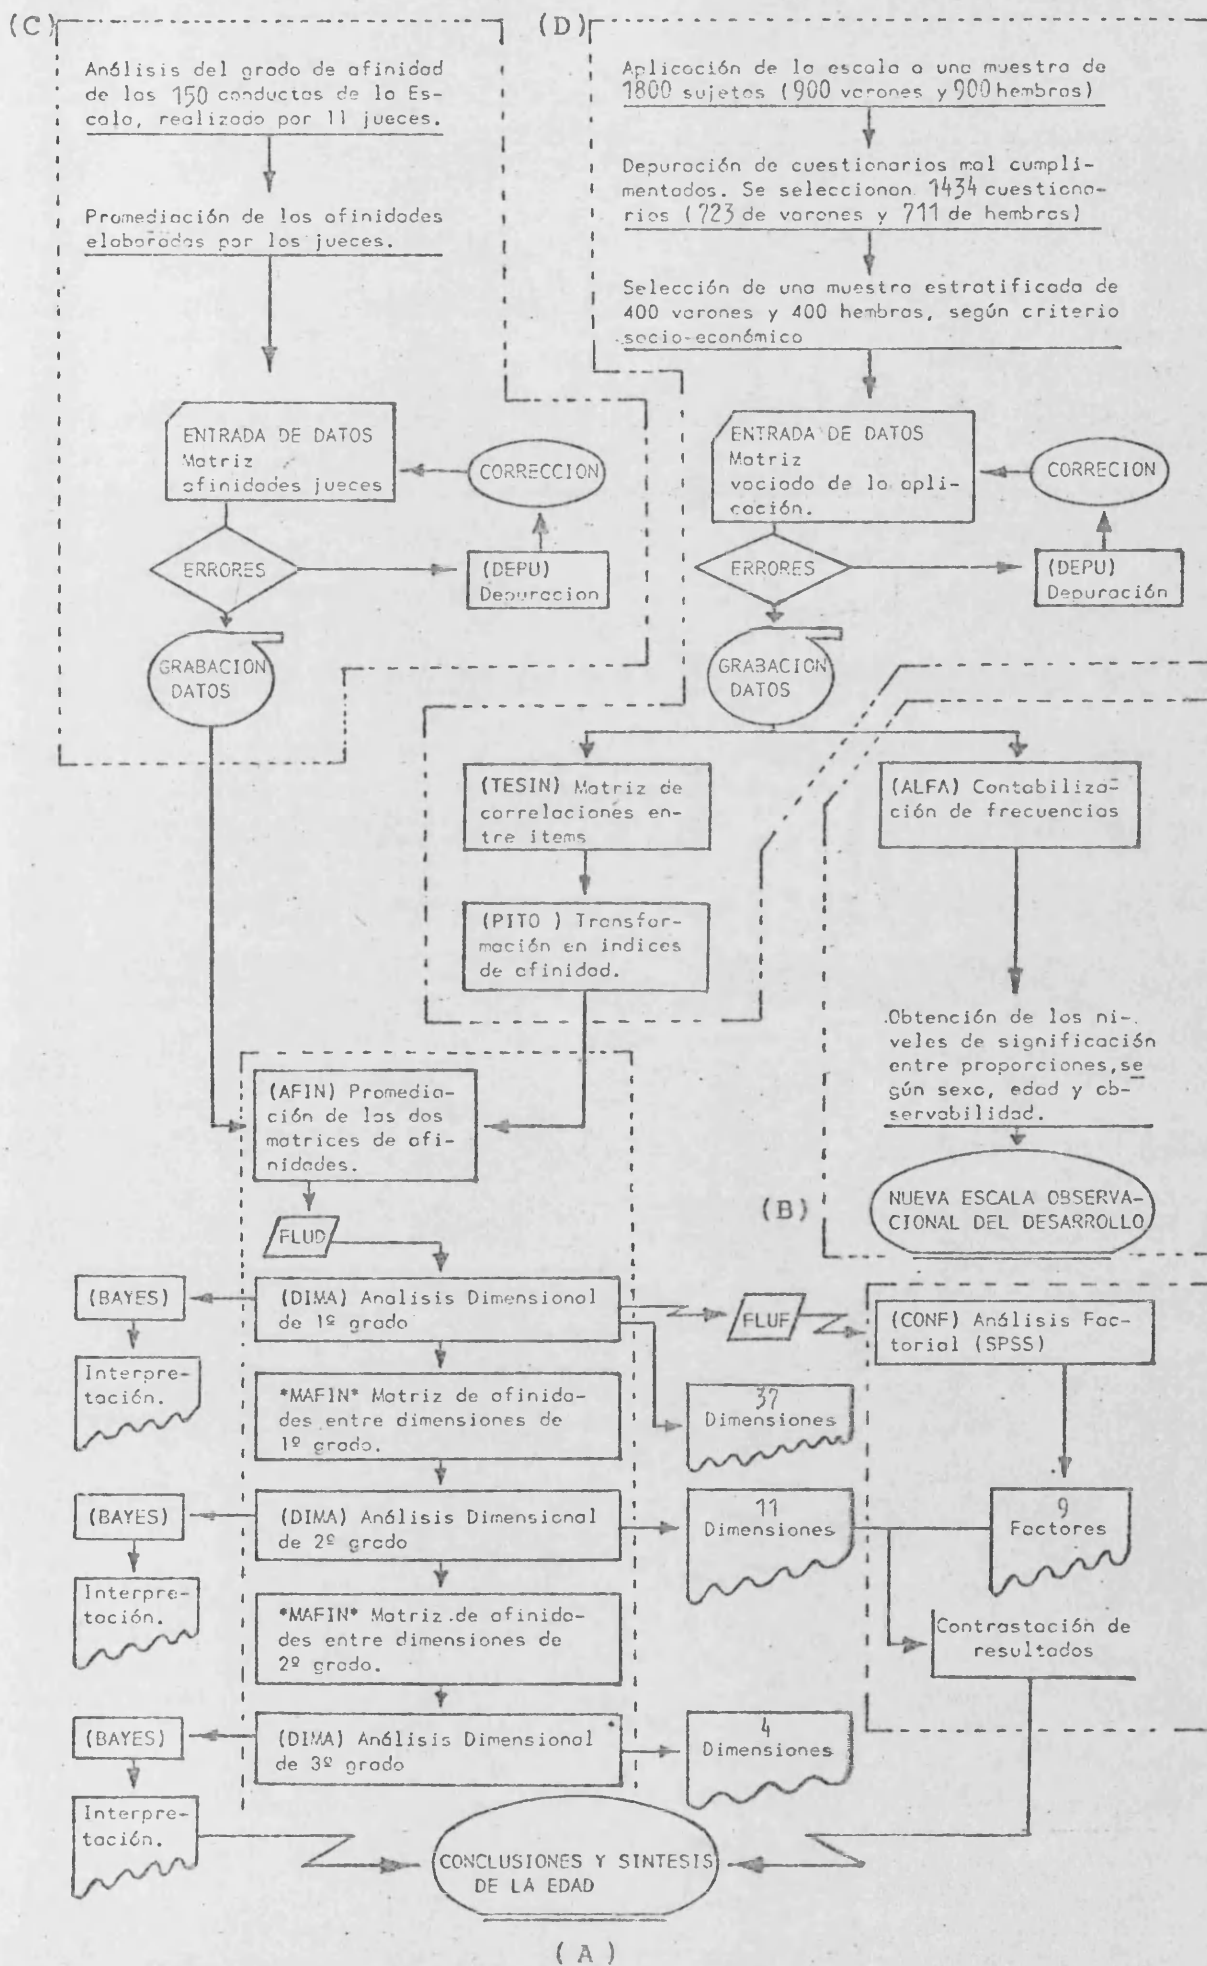 (C)
Análisis del grado de afinidad
de las 150 conductas de la Es-
cala, realizado por 11 jueces.
Promediación de las afinidades
elaboradas por los jueces.
ENTRADA DE DATOS
Matriz
afinidades jueces
CORRECCION
ERRORES
(DEPU)
Depuracion
GRABACION
DATOS
(D)
Aplicación de la escala a una muestra de
1800 sujetos (900 varones y 900 hembras)
Depuración de cuestionarios mal cumpli-
mentados. Se seleccionan 1434 cuestiona-
rios (723 de varones y 711 de hembras)
Selección de una muestra estratificada de
400 varones y 400 hembras, según criterio
socio-económico
ENTRADA DE DATOS
Matriz
vaciado de la apli-
cación.
CORRECION
ERRORES
(DEPU)
Depuración
GRABACION
DATOS
(TESIN) Matriz de
correlaciones en-
tre items
(PITO ) Transfor-
mación en indices
de afinidad.
(ALFA) Contabiliza-
ción de frecuencias
Obtención de los ni-
veles de significación
entre proporciones, se
gún sexo, edad y ob-
servabilidad.
(B)
NUEVA ESCALA OBSERVA-
CIONAL DEL DESARROLLO
(AFIN) Promedia-
ción de las dos
matrices de afi-
nidades.
FLUD
(BAYES)
(DIMA) Analisis Dimensional
de 1º grado
FLUF
(CONF) Análisis Fac-
torial (SPSS)
Interpre-
tación.
*MAFIN* Matriz de afinida-
des entre dimensiones de
1º grado.
37
Dimensiones
(BAYES)
(DIMA) Análisis Dimensional
de 2º grado
11
Dimensiones
9
Factores
Interpre-
tación.
*MAFIN* Matriz de afinida-
des entre dimensiones de
2º grado.
Contrastación de
resultados
(BAYES)
(DIMA) Análisis Dimensional
de 3º grado
4
Dimensiones
Interpre-
tación.
CONCLUSIONES Y SINTESIS
DE LA EDAD
(A)